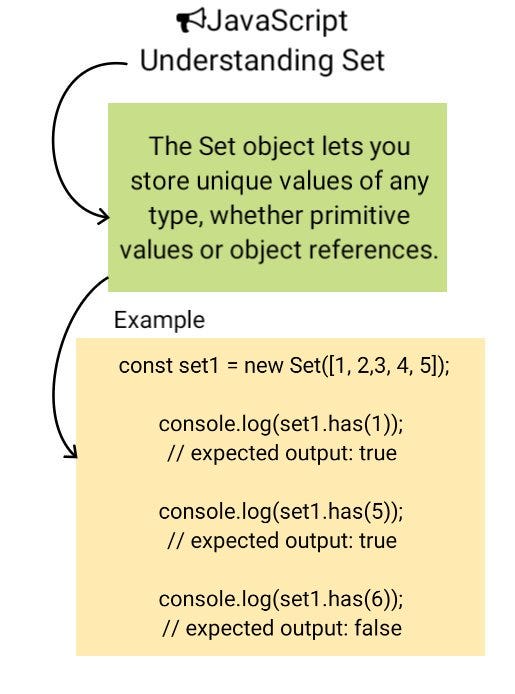 JavaScript
Understanding Set
The Set object lets you
store unique values of any
type, whether primitive
values or object references.
Example
const set1 = new Set([1, 2,3, 4, 5]);
console.log(set1.has(1));
// expected output: true
console.log(set1.has(5));
// expected output: true
console.log(set1.has(6));
// expected output: false